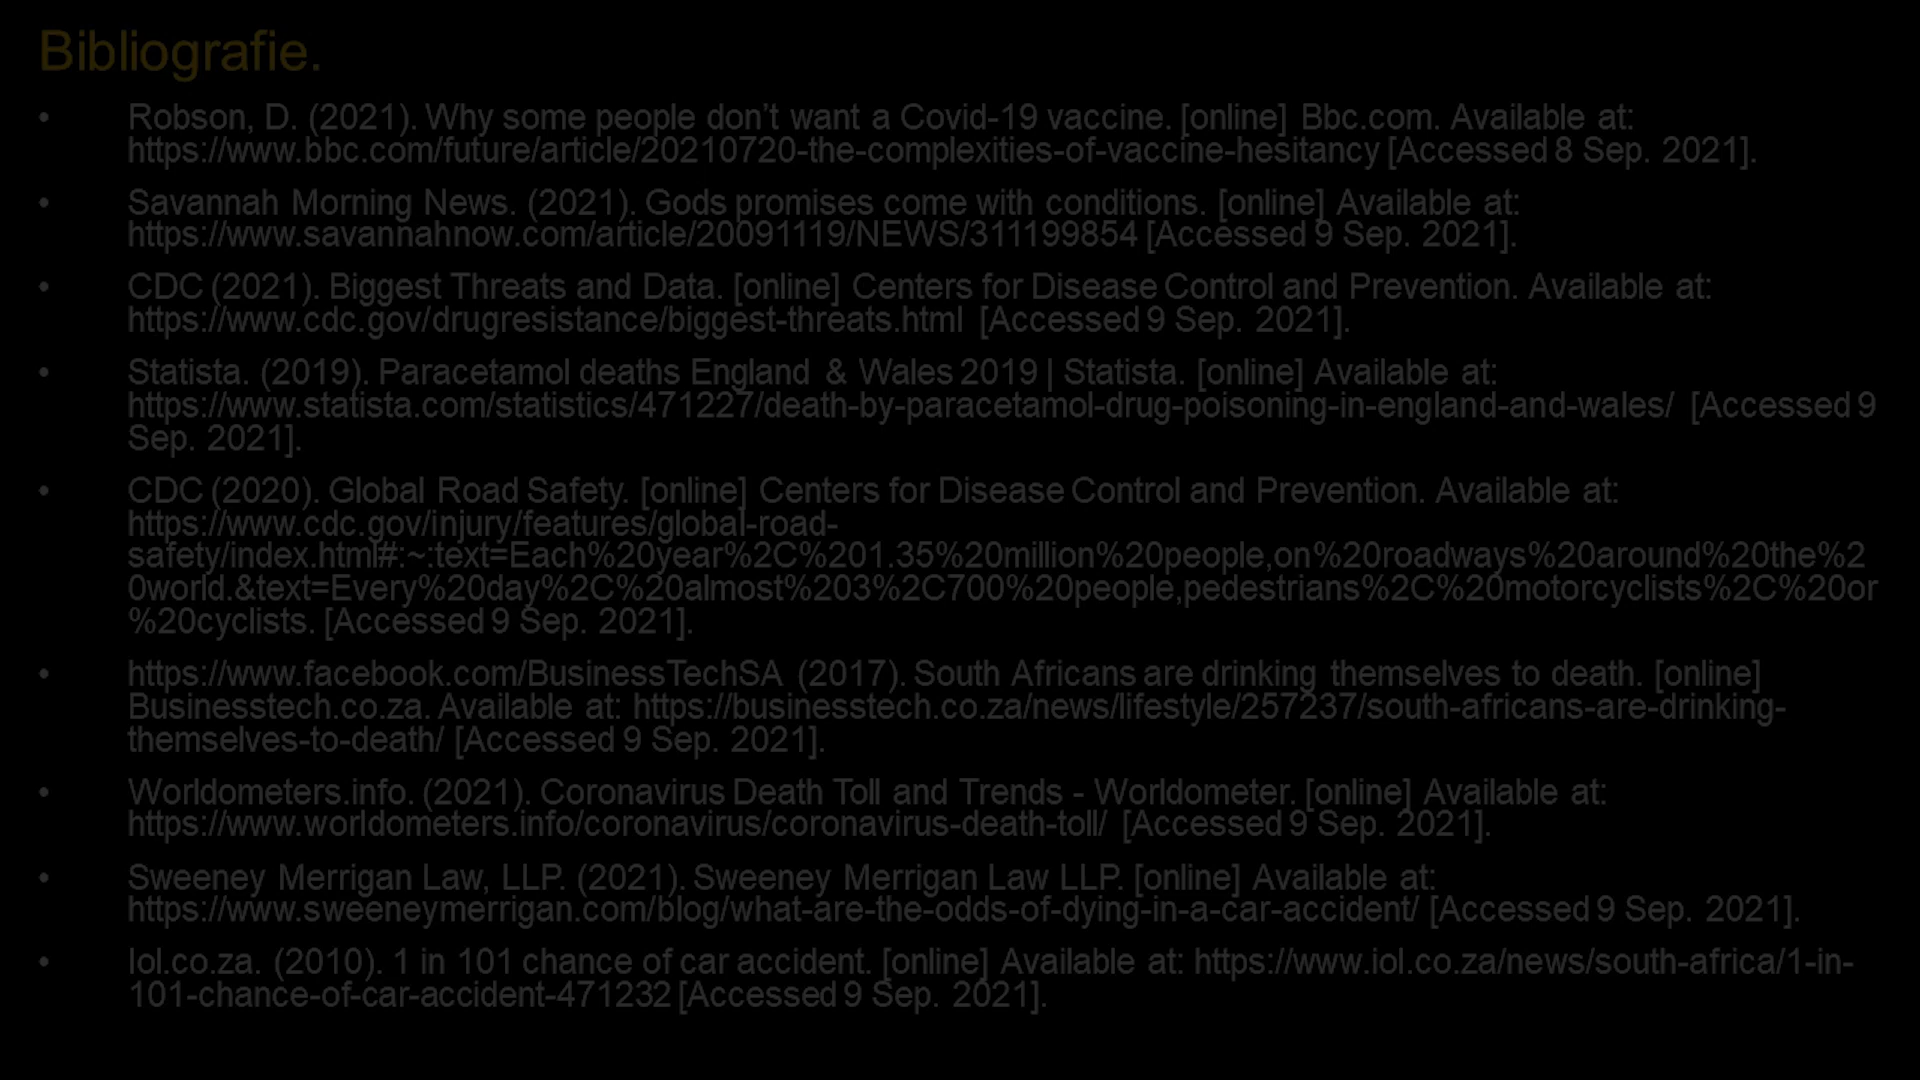 Bibliografie.
• Robson, D. (2021). Why some people don’t want a Covid-19 vaccine. [online] Bbc.com. Available at:
https://www.bbc.com/future/article/20210720-the-complexities-of-vaccine-hesitancy [Accessed 8 Sep. 2021].
• Savannah Morning News. (2021). Gods promises come with conditions. [online] Available at:
https://www.savannahnow.com/article/20091119/NEWS/311199854 [Accessed 9 Sep. 2021].
• CDC (2021). Biggest Threats and Data. [online] Centers for Disease Control and Prevention. Available at:
https://www.cdc.gov/drugresistance/biggest-threats.html [Accessed 9 Sep. 2021].
• Statista. (2019). Paracetamol deaths England & Wales 2019 | Statista. [online] Available at:
https://www.statista.com/statistics/471227/death-by-paracetamol-drug-poisoning-in-england-and-wales/ [Accessed 9
Sep. 2021].
• CDC (2020). Global Road Safety. [online] Centers for Disease Control and Prevention. Available at:
https://www.cdc.gov/injury/features/global-road-
safety/index.html#:~:text=Each%20year%2C%201.35%20million%20people,on%20roadways%20around%20the%2
0world.&text=Every%20day%2C%20almost%203%2C700%20people,pedestrians%2C%20motorcyclists%2C%20or
%20cyclists. [Accessed 9 Sep. 2021].
• https://www.facebook.com/BusinessTechSA (2017). South Africans are drinking themselves to death. [online]
Businesstech.co.za. Available at: https://businesstech.co.za/news/lifestyle/257237/south-africans-are-drinking-
themselves-to-death/ [Accessed 9 Sep. 2021].
• Worldometers.info. (2021). Coronavirus Death Toll and Trends - Worldometer. [online] Available at:
https://www.worldometers.info/coronavirus/coronavirus-death-toll/ [Accessed 9 Sep. 2021].
• Sweeney Merrigan Law, LLP. (2021). Sweeney Merrigan Law LLP. [online] Available at:
https://www.sweeneymerrigan.com/blog/what-are-the-odds-of-dying-in-a-car-accident/ [Accessed 9 Sep. 2021].
• Iol.co.za. (2010). 1 in 101 chance of car accident. [online] Available at: https://www.iol.co.za/news/south-africa/1-in-
101-chance-of-car-accident-471232 [Accessed 9 Sep. 2021].